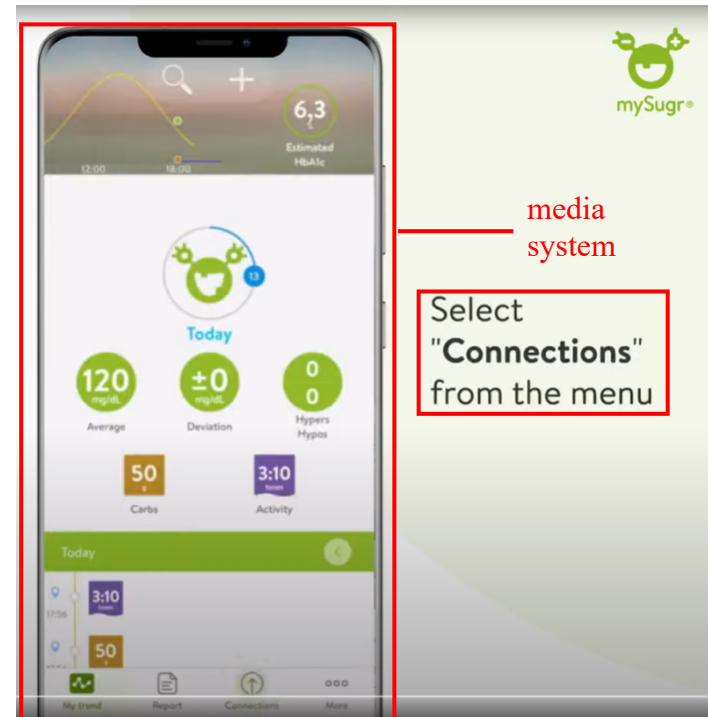 mySugr®
6,3
%
Estimated
HbA1c
12:00
18:00
media
system
13
Today
Select
"Connections"
from the menu
120
mg/dL
Average
±0
mg/dL
Deviation
0
0
Hypers
Hypos
50
g
Carbs
3:10
hours
Activity
Today
3:10
hours
17:56
50
My trend
Report
Connections
More